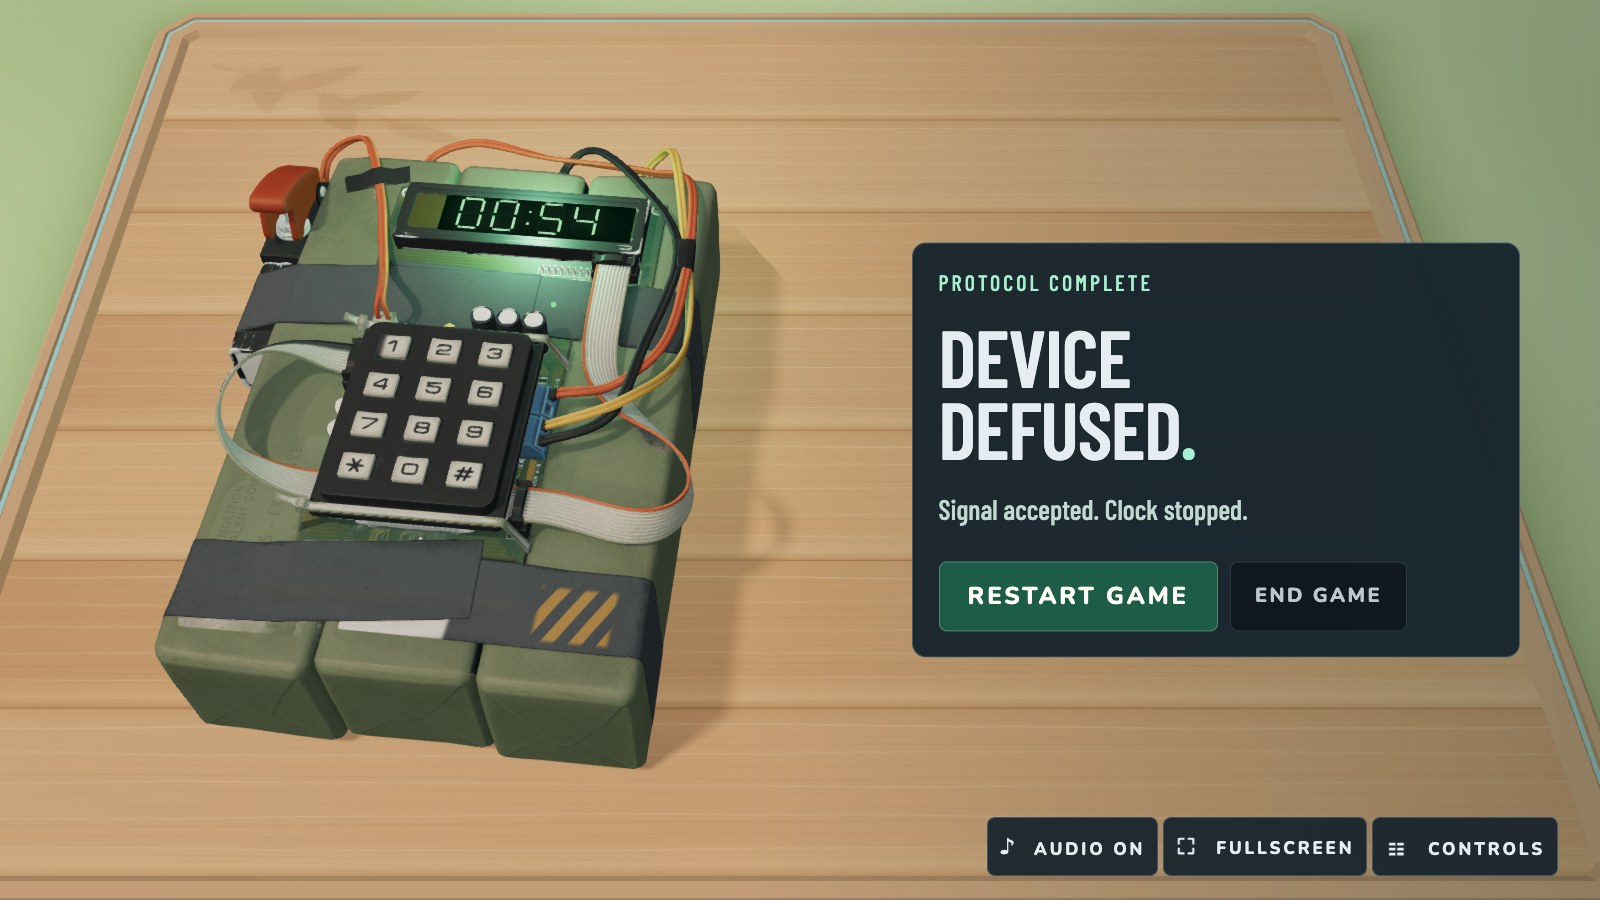 00:54
1 2 3
4 5 6
7 8 9
* 0 #
PROTOCOL COMPLETE
DEVICE
DEFUSED.
Signal accepted. Clock stopped.
RESTART GAME
END GAME
AUDIO ON
FULLSCREEN
CONTROLS